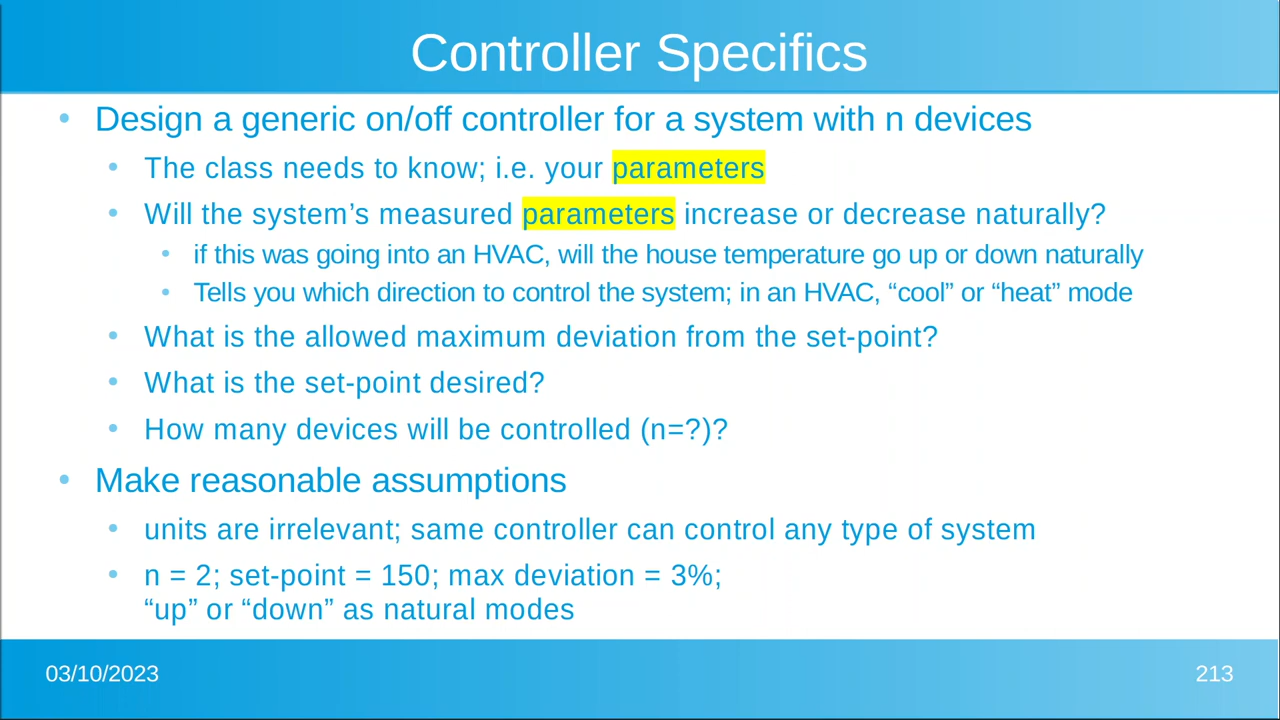 Controller Specifics
• Design a generic on/off controller for a system with n devices
• The class needs to know; i.e. your parameters
• Will the system’s measured parameters increase or decrease naturally?
• if this was going into an HVAC, will the house temperature go up or down naturally
• Tells you which direction to control the system; in an HVAC, “cool” or “heat” mode
• What is the allowed maximum deviation from the set-point?
• What is the set-point desired?
• How many devices will be controlled (n=?)?
• Make reasonable assumptions
• units are irrelevant; same controller can control any type of system
• n = 2; set-point = 150; max deviation = 3%;
“up” or “down” as natural modes
03/10/2023
213